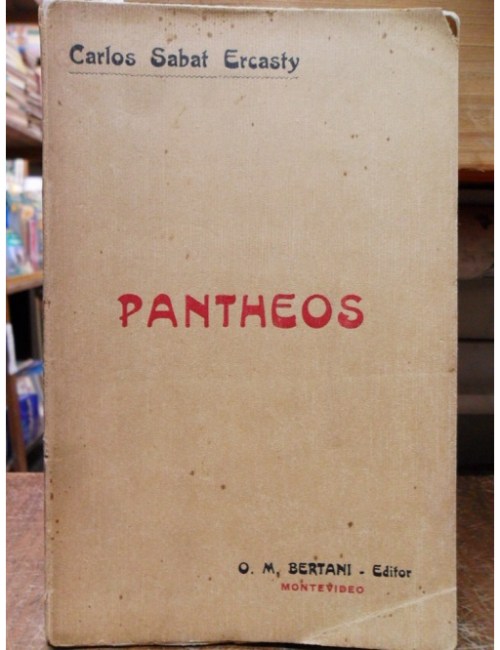 Carlos Sabat Ercasty
PANTHEOS
O. M. BERTANI - Editor
MONTEVIDEO